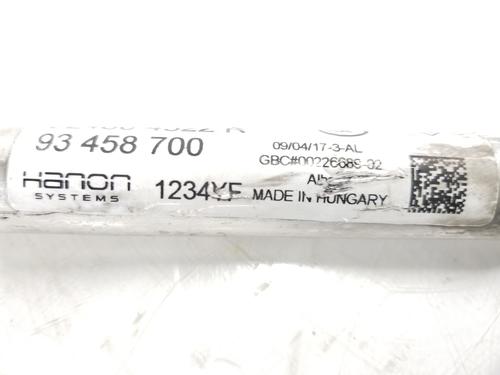 93 458 700
09/04/17-3-AL
GBC#00226689-02
Hanon
SYSTEMS
1234YF
MADE IN HUNGARY